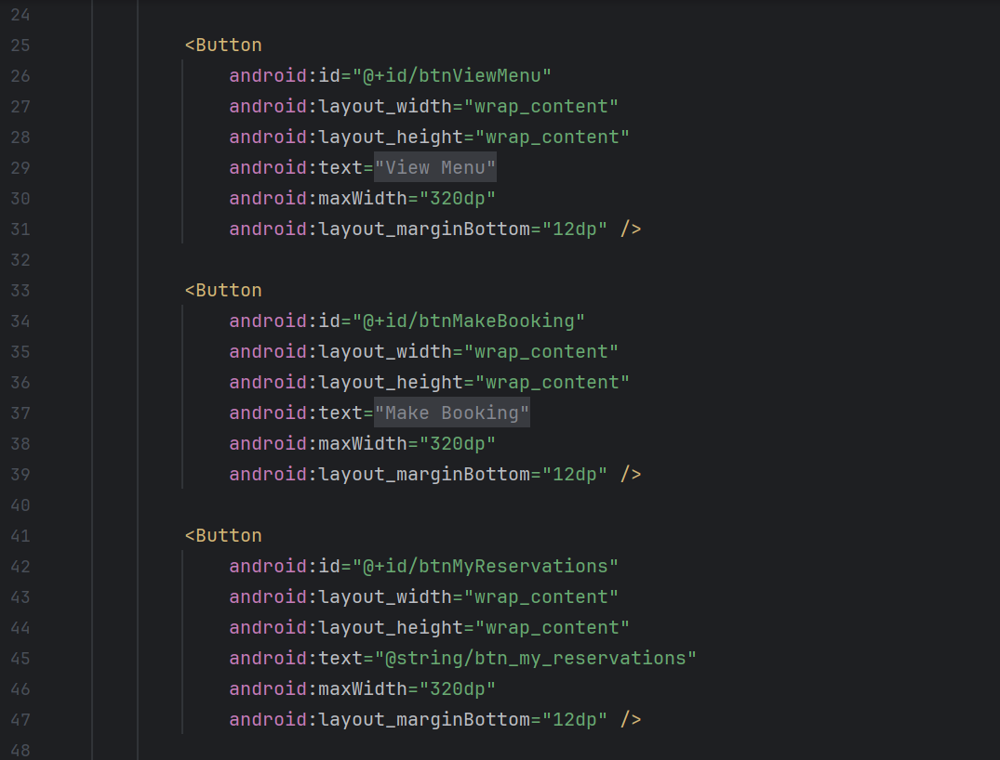 24
25 <Button
26 android:id="@+id/btnViewMenu"
27 android:layout_width="wrap_content"
28 android:layout_height="wrap_content"
29 android:text="View Menu"
30 android:maxWidth="320dp"
31 android:layout_marginBottom="12dp" />
32
33 <Button
34 android:id="@+id/btnMakeBooking"
35 android:layout_width="wrap_content"
36 android:layout_height="wrap_content"
37 android:text="Make Booking"
38 android:maxWidth="320dp"
39 android:layout_marginBottom="12dp" />
40
41 <Button
42 android:id="@+id/btnMyReservations"
43 android:layout_width="wrap_content"
44 android:layout_height="wrap_content"
45 android:text="@string/btn_my_reservations"
46 android:maxWidth="320dp"
47 android:layout_marginBottom="12dp" />
48